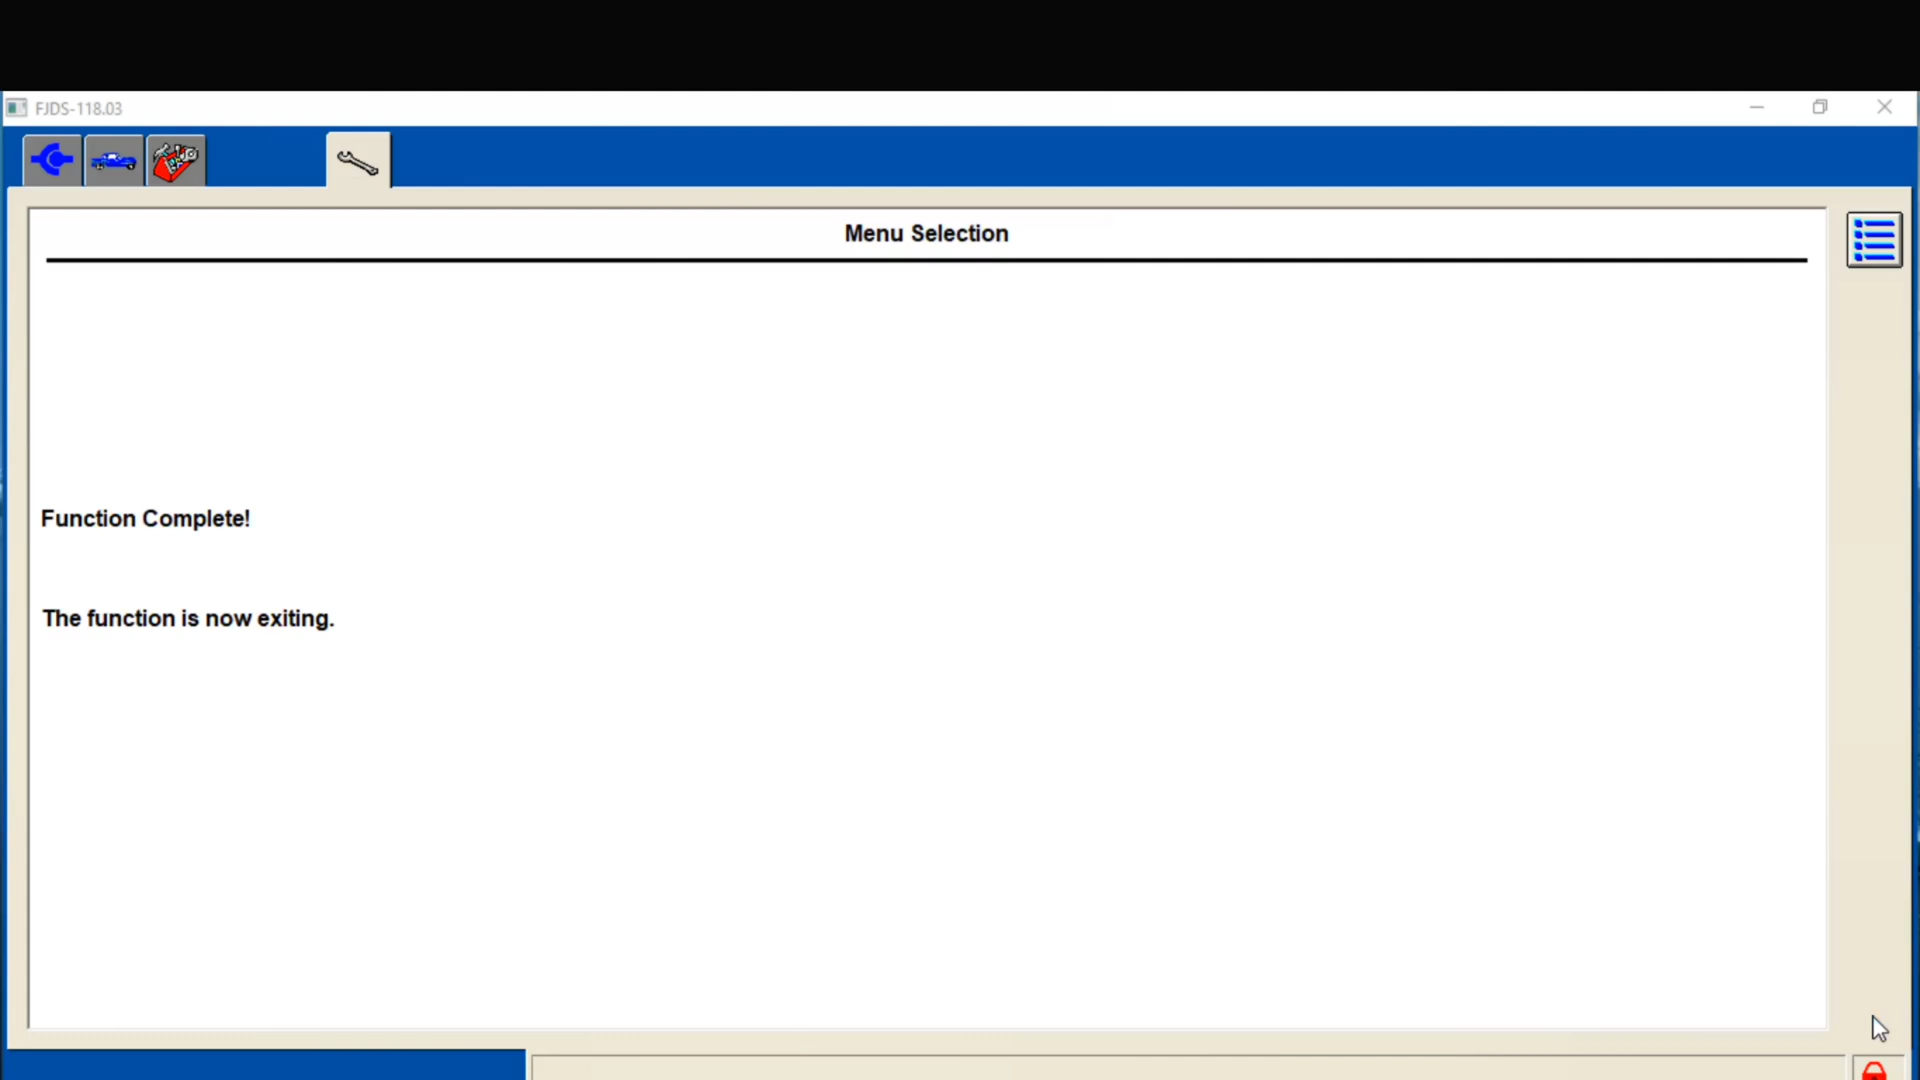 FJDS-118.03
Menu Selection
Function Complete!
The function is now exiting.